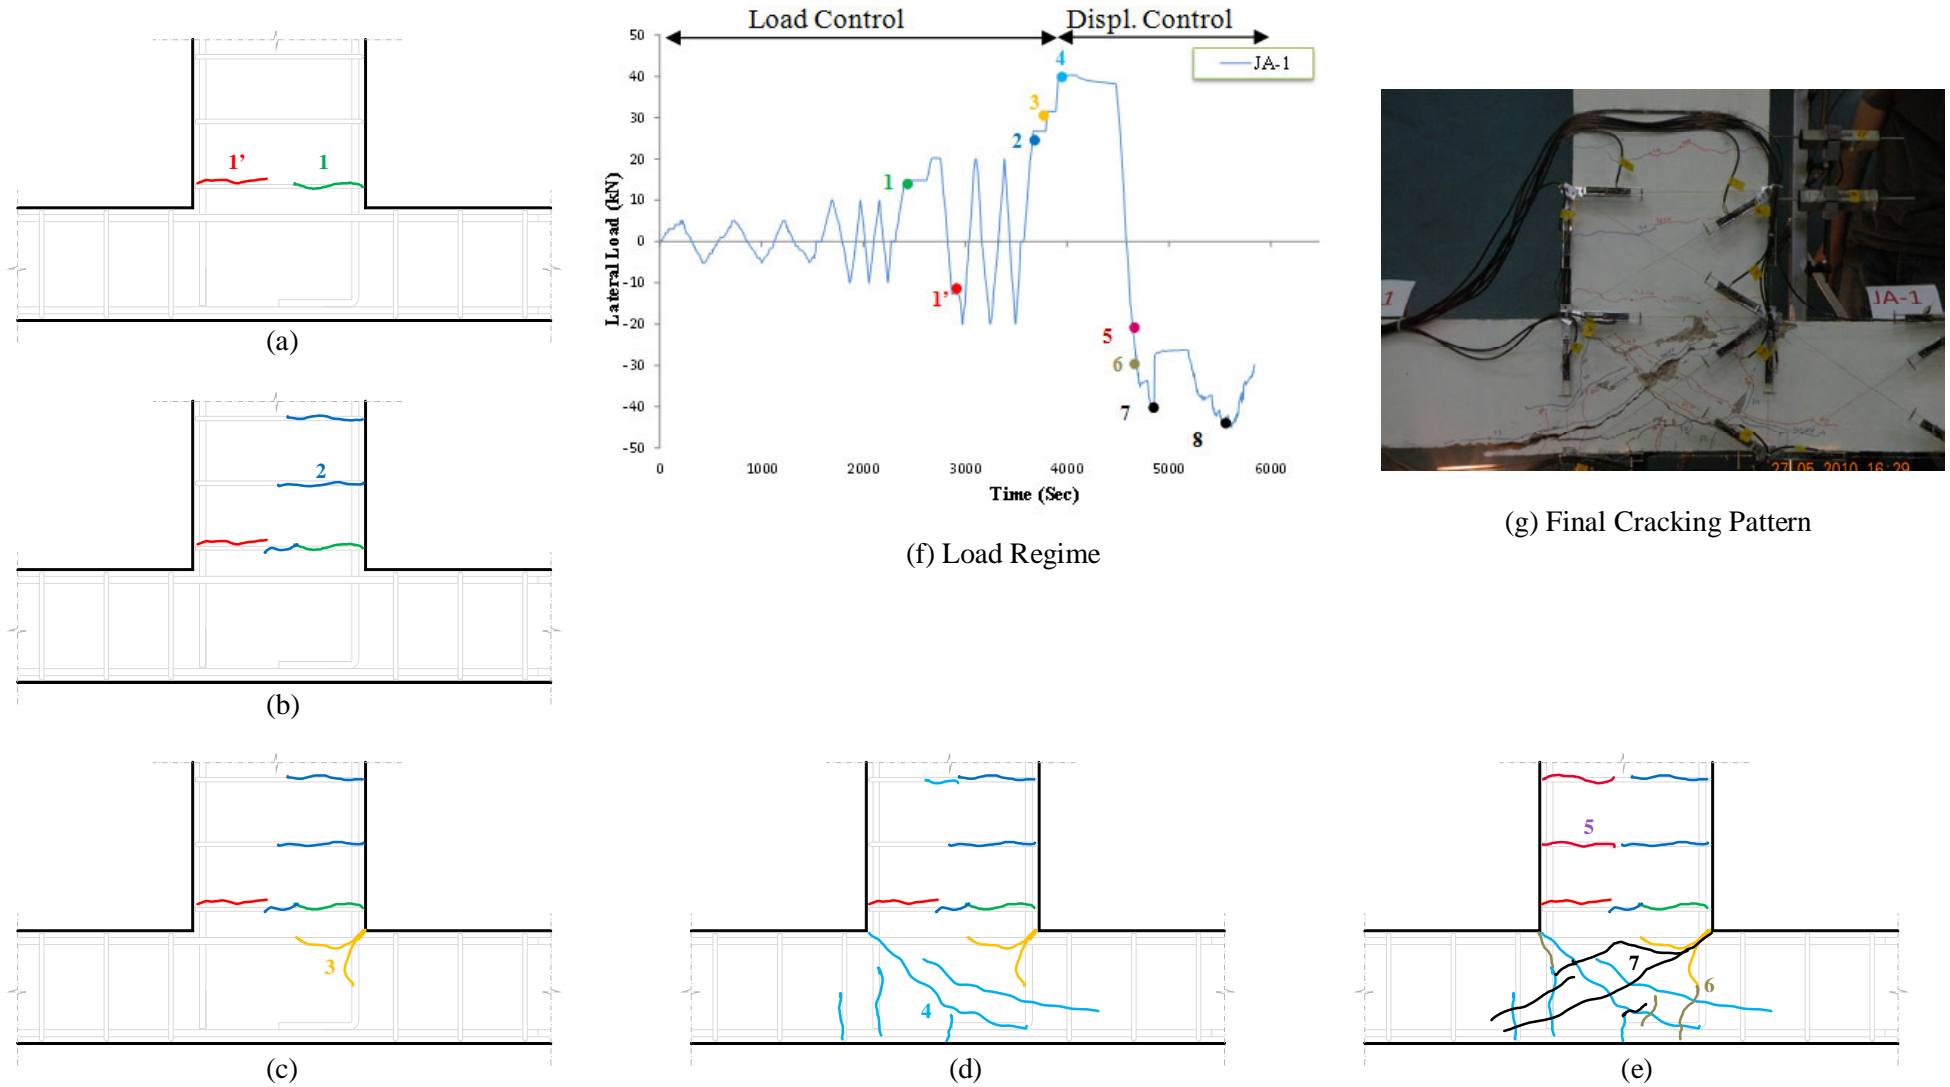 1’ 1
(a)
2
(b)
3
(c)
Load Control Displ. Control
JA-1
Lateral Load (kN)
50
40
30
20
10
0
-10
-20
-30
-40
-50
0 1000 2000 3000 4000 5000 6000
Time (Sec)
1
1’
2
3
4
5
6
7
8
(f) Load Regime
1
JA-1
27.05.2010 16:29
(g) Final Cracking Pattern
4
(d)
5
7
6
(e)